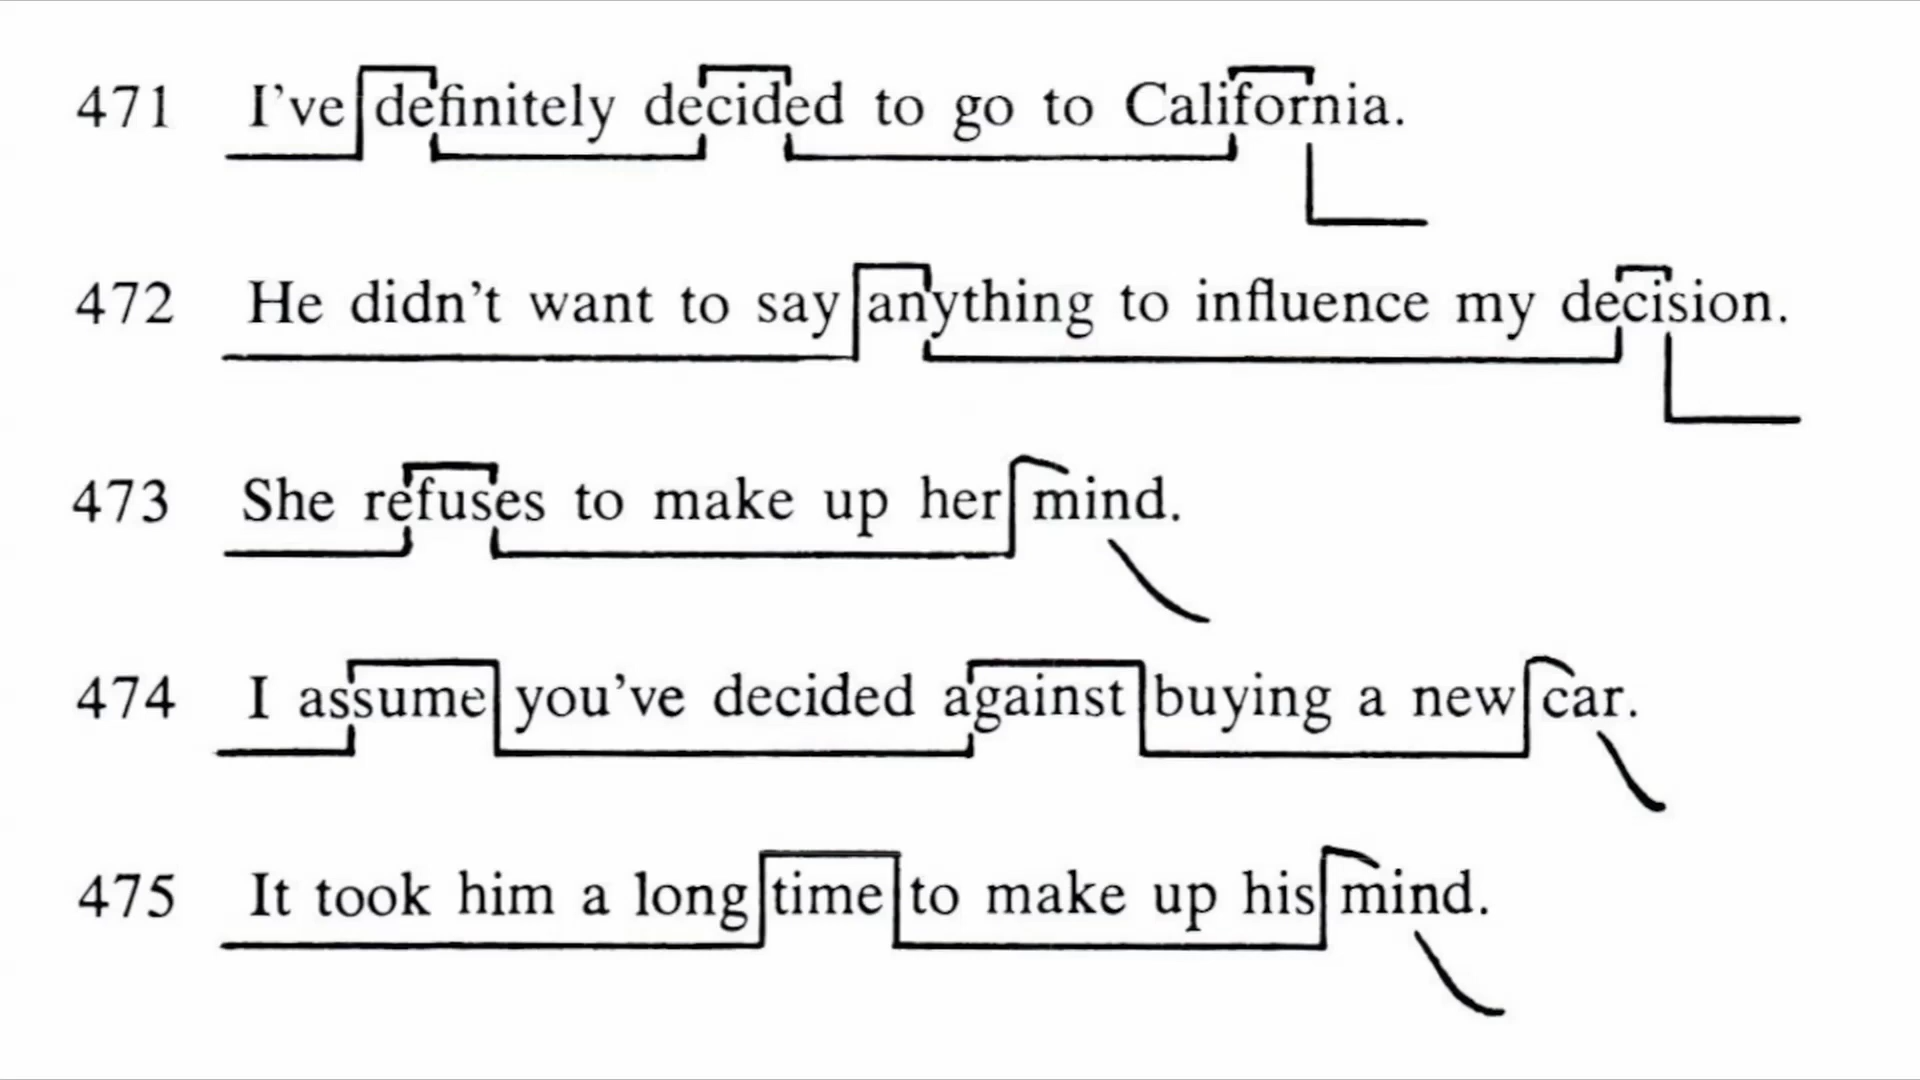 471 I've definitely decided to go to California.
472 He didn't want to say anything to influence my decision.
473 She refuses to make up her mind.
474 I assume you've decided against buying a new car.
475 It took him a long time to make up his mind.